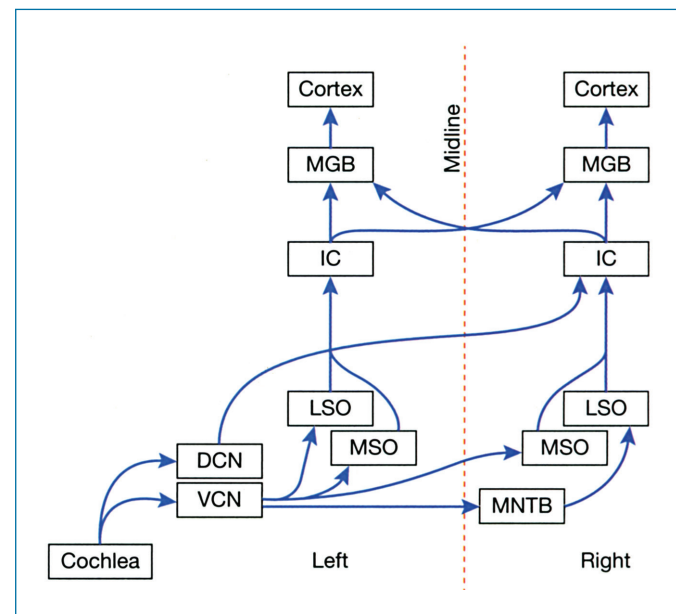 Cortex
Cortex
MGB
Midline
MGB
IC
IC
LSO
LSO
MSO
MSO
DCN
VCN
MNTB
Cochlea
Left
Right